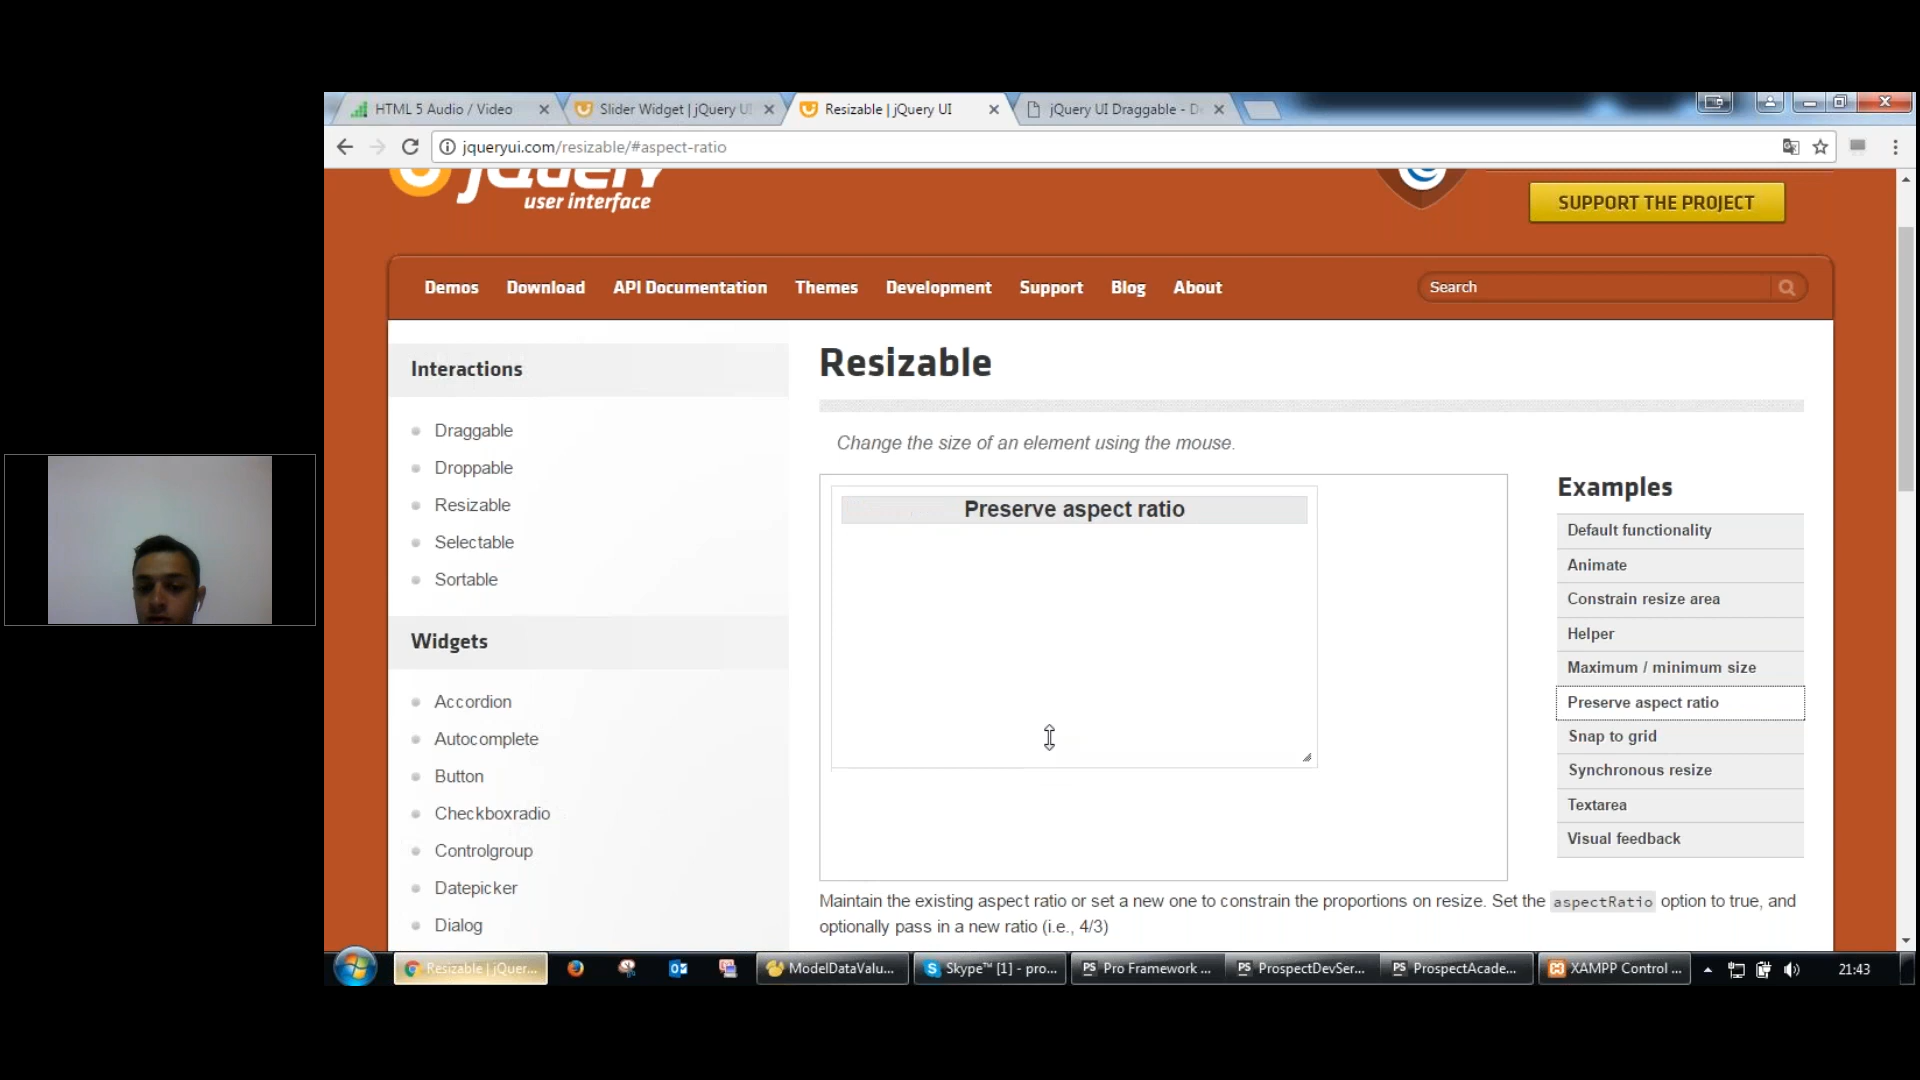 HTML 5 Audio / Video
Slider Widget | jQuery UI
Resizable | jQuery UI
jQuery UI Draggable - De
jqueryui.com/resizable/#aspect-ratio
jQuery
user interface
SUPPORT THE PROJECT
Demos Download API Documentation Themes Development Support Blog About
Search
Interactions
Draggable
Droppable
Resizable
Selectable
Sortable
Widgets
Accordion
Autocomplete
Button
Checkboxradio
Controlgroup
Datepicker
Dialog
Resizable
Change the size of an element using the mouse.
Preserve aspect ratio
Examples
Default functionality
Animate
Constrain resize area
Helper
Maximum / minimum size
Preserve aspect ratio
Snap to grid
Synchronous resize
Textarea
Visual feedback
Maintain the existing aspect ratio or set a new one to constrain the proportions on resize. Set the aspectRatio option to true, and
optionally pass in a new ratio (i.e., 4/3)
Resizable | jQuer...
ModelDataValu...
Skype™ [1] - pro...
Pro Framework ...
ProspectDevSer...
ProspectAcade...
XAMPP Control ...
21:43